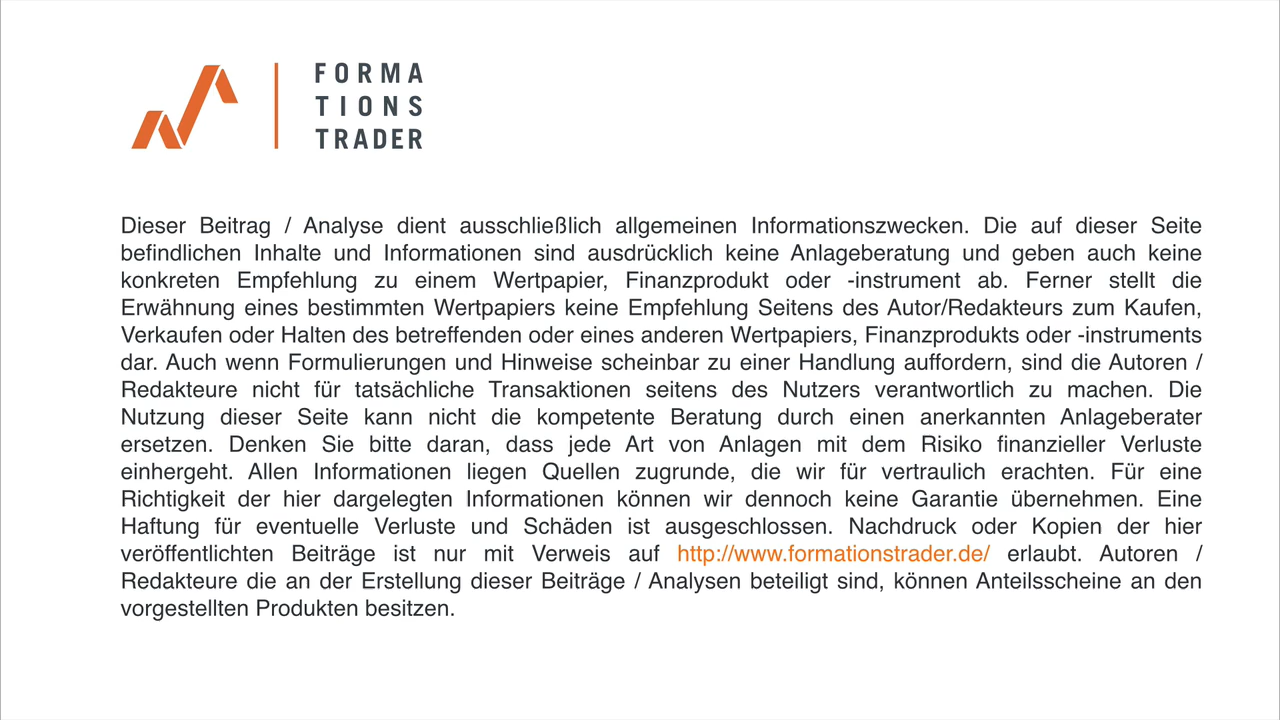 FORMA
TIONS
TRADER
Dieser Beitrag / Analyse dient ausschließlich allgemeinen Informationszwecken. Die auf dieser Seite
befindlichen Inhalte und Informationen sind ausdrücklich keine Anlageberatung und geben auch keine
konkreten Empfehlung zu einem Wertpapier, Finanzprodukt oder -instrument ab. Ferner stellt die
Erwähnung eines bestimmten Wertpapiers keine Empfehlung Seitens des Autor/Redakteurs zum Kaufen,
Verkaufen oder Halten des betreffenden oder eines anderen Wertpapiers, Finanzprodukts oder -instruments
dar. Auch wenn Formulierungen und Hinweise scheinbar zu einer Handlung auffordern, sind die Autoren /
Redakteure nicht für tatsächliche Transaktionen seitens des Nutzers verantwortlich zu machen. Die
Nutzung dieser Seite kann nicht die kompetente Beratung durch einen anerkannten Anlageberater
ersetzen. Denken Sie bitte daran, dass jede Art von Anlagen mit dem Risiko finanzieller Verluste
einhergeht. Allen Informationen liegen Quellen zugrunde, die wir für vertraulich erachten. Für eine
Richtigkeit der hier dargelegten Informationen können wir dennoch keine Garantie übernehmen. Eine
Haftung für eventuelle Verluste und Schäden ist ausgeschlossen. Nachdruck oder Kopien der hier
veröffentlichten Beiträge ist nur mit Verweis auf http://www.formationstrader.de/ erlaubt. Autoren /
Redakteure die an der Erstellung dieser Beiträge / Analysen beteiligt sind, können Anteilsscheine an den
vorgestellten Produkten besitzen.